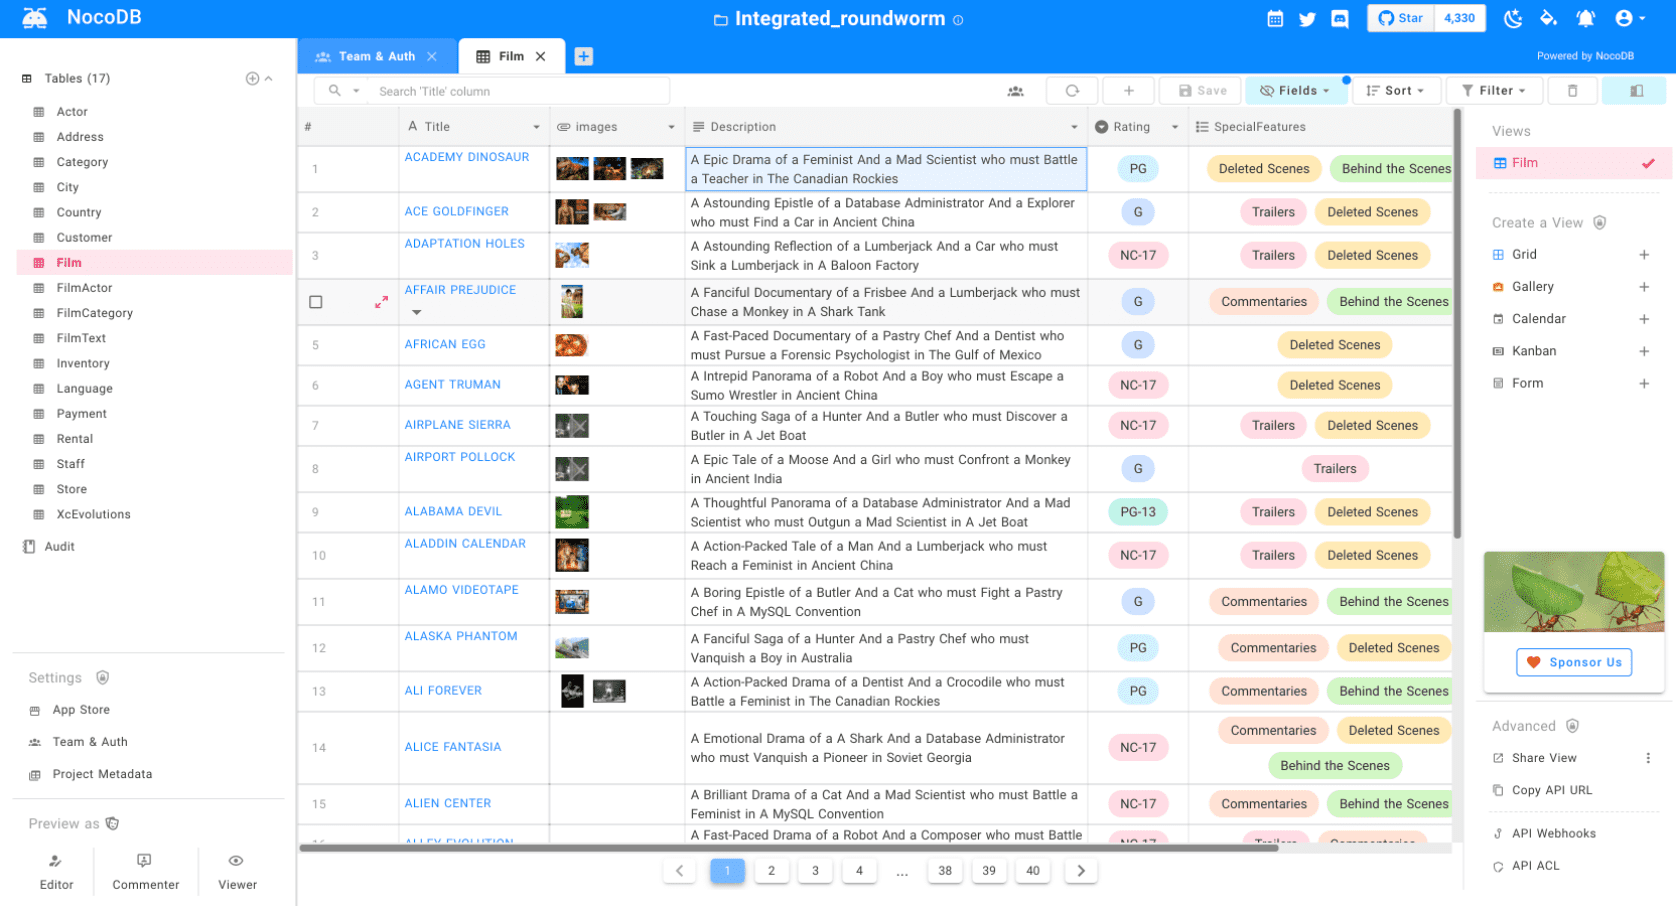 NocoDB
Integrated_roundworm
Star 4,330
Team & Auth
Film
Powered by NocoDB
Search 'Title' column
Save
Fields
Sort
Filter
Tables (17)
Actor
Address
Category
City
Country
Customer
Film
FilmActor
FilmCategory
FilmText
Inventory
Language
Payment
Rental
Staff
Store
XcEvolutions
Audit
Settings
App Store
Team & Auth
Project Metadata
Preview as
Editor Commenter Viewer
# Title images Description Rating SpecialFeatures
1 ACADEMY DINOSAUR A Epic Drama of a Feminist And a Mad Scientist who must Battle
a Teacher in The Canadian Rockies PG Deleted Scenes Behind the Scenes
2 ACE GOLDFINGER A Astounding Epistle of a Database Administrator And a Explorer
who must Find a Car in Ancient China G Trailers Deleted Scenes
3 ADAPTATION HOLES A Astounding Reflection of a Lumberjack And a Car who must
Sink a Lumberjack in A Baloon Factory NC-17 Trailers Deleted Scenes
AFFAIR PREJUDICE A Fanciful Documentary of a Frisbee And a Lumberjack who must
Chase a Monkey in A Shark Tank G Commentaries Behind the Scenes
5 AFRICAN EGG A Fast-Paced Documentary of a Pastry Chef And a Dentist who
must Pursue a Forensic Psychologist in The Gulf of Mexico G Deleted Scenes
6 AGENT TRUMAN A Intrepid Panorama of a Robot And a Boy who must Escape a
Sumo Wrestler in Ancient China NC-17 Deleted Scenes
7 AIRPLANE SIERRA A Touching Saga of a Hunter And a Butler who must Discover a
Butler in A Jet Boat NC-17 Trailers Deleted Scenes
8 AIRPORT POLLOCK A Epic Tale of a Moose And a Girl who must Confront a Monkey
in Ancient India G Trailers
9 ALABAMA DEVIL A Thoughtful Panorama of a Database Administrator And a Mad
Scientist who must Outgun a Mad Scientist in A Jet Boat PG-13 Trailers Deleted Scenes
10 ALADDIN CALENDAR A Action-Packed Tale of a Man And a Lumberjack who must
Reach a Feminist in Ancient China NC-17 Trailers Deleted Scenes
11 ALAMO VIDEOTAPE A Boring Epistle of a Butler And a Cat who must Fight a Pastry
Chef in A MySQL Convention G Commentaries Behind the Scenes
12 ALASKA PHANTOM A Fanciful Saga of a Hunter And a Pastry Chef who must
Vanquish a Boy in Australia PG Commentaries Deleted Scenes
13 ALI FOREVER A Action-Packed Drama of a Dentist And a Crocodile who must
Battle a Feminist in The Canadian Rockies PG Commentaries Behind the Scenes
14 ALICE FANTASIA A Emotional Drama of a A Shark And a Database Administrator
who must Vanquish a Pioneer in Soviet Georgia NC-17 Commentaries Deleted Scenes
Behind the Scenes
15 ALIEN CENTER A Brilliant Drama of a Cat And a Mad Scientist who must Battle a
Feminist in A MySQL Convention NC-17 Commentaries Behind the Scenes
16 ALLEY EVOLUTION A Fast-Paced Drama of a Robot And a Composer who must Battle NC-17 Trailers Commentaries
1 2 3 4 ... 38 39 40
Views
Film
Create a View
Grid
Gallery
Calendar
Kanban
Form
Sponsor Us
Advanced
Share View
Copy API URL
API Webhooks
API ACL